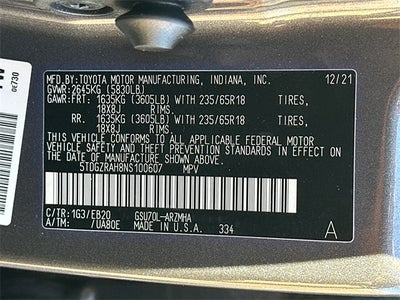 MFD.BY:TOYOTA MOTOR MANUFACTURING, INDIANA, INC. 12/21
GVWR: 2645KG (5830LB)
GAWR: FRT 1635KG (3605LB) WITH 235/65R18 TIRES,
18X8J RIMS,
RR. 1635KG (3605LB) WITH 235/65R18 TIRES,
18X8J RIMS,
THIS VEHICLE CONFORMS TO ALL APPLICABLE FEDERAL MOTOR
VEHICLE SAFETY STANDARDS IN EFFECT ON THE DATE OF
MANUFACTURE SHOWN ABOVE.
5TDGZRAH8NS100607 MPV
C/TR: 1G3/EB20 GSU70L-ARZMHA
A/TM: /UA80E MADE IN U.S.A. 334 A
0E730